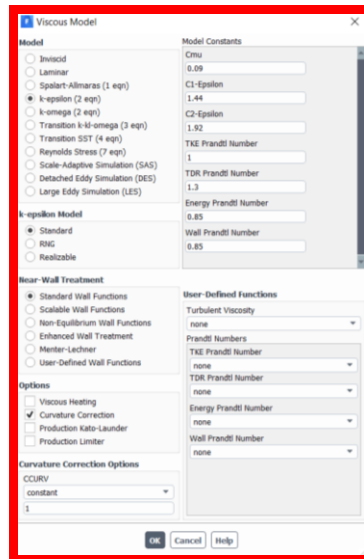 Viscous Model
Model
Inviscid
Laminar
Spalart-Allmaras (1 eqn)
k-epsilon (2 eqn)
k-omega (2 eqn)
Transition k-kl-omega (3 eqn)
Transition SST (4 eqn)
Reynolds Stress (7 eqn)
Scale-Adaptive Simulation (SAS)
Detached Eddy Simulation (DES)
Large Eddy Simulation (LES)
k-epsilon Model
Standard
RNG
Realizable
Near-Wall Treatment
Standard Wall Functions
Scalable Wall Functions
Non-Equilibrium Wall Functions
Enhanced Wall Treatment
Menter-Lechner
User-Defined Wall Functions
Options
Viscous Heating
Curvature Correction
Production Kato-Launder
Production Limiter
Curvature Correction Options
CCURV
constant
1
Model Constants
Cmu
0.09
C1-Epsilon
1.44
C2-Epsilon
1.92
TKE Prandtl Number
1
TDR Prandtl Number
1.3
Energy Prandtl Number
0.85
Wall Prandtl Number
0.85
User-Defined Functions
Turbulent Viscosity
none
Prandtl Numbers
TKE Prandtl Number
none
TDR Prandtl Number
none
Energy Prandtl Number
none
Wall Prandtl Number
none
OK Cancel Help